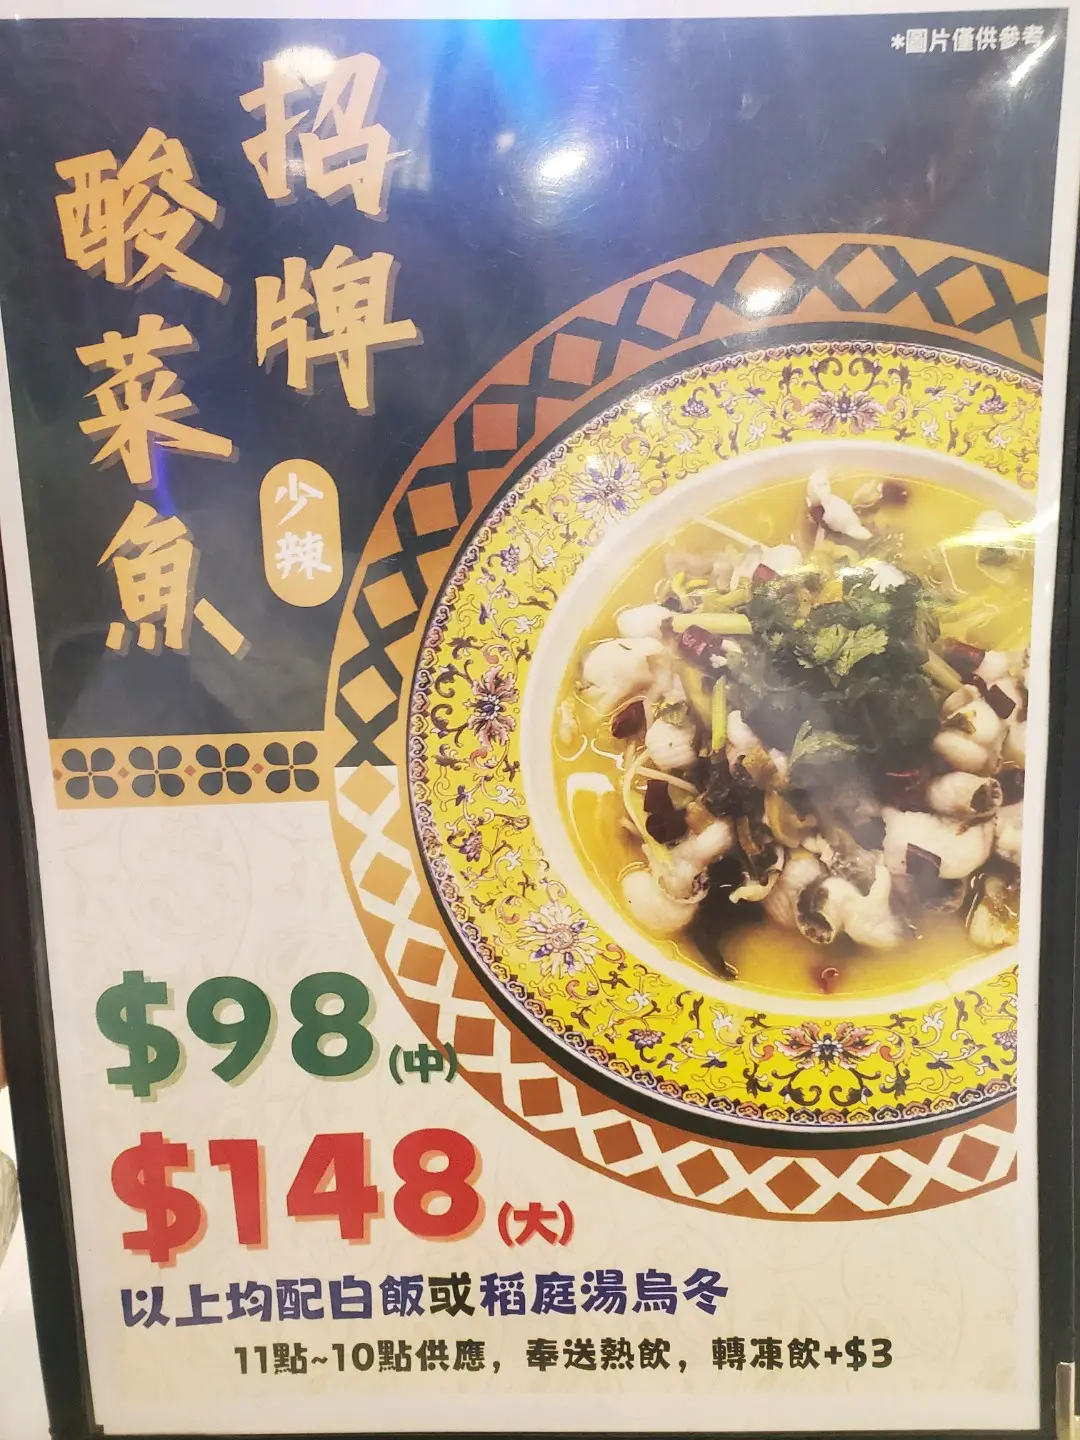 *圖片僅供參考
招牌
酸菜魚
少辣
$98(中)
$148(大)
以上均配白飯或稻庭湯烏冬
11點~10點供應，奉送熱飲，轉凍飲+$3